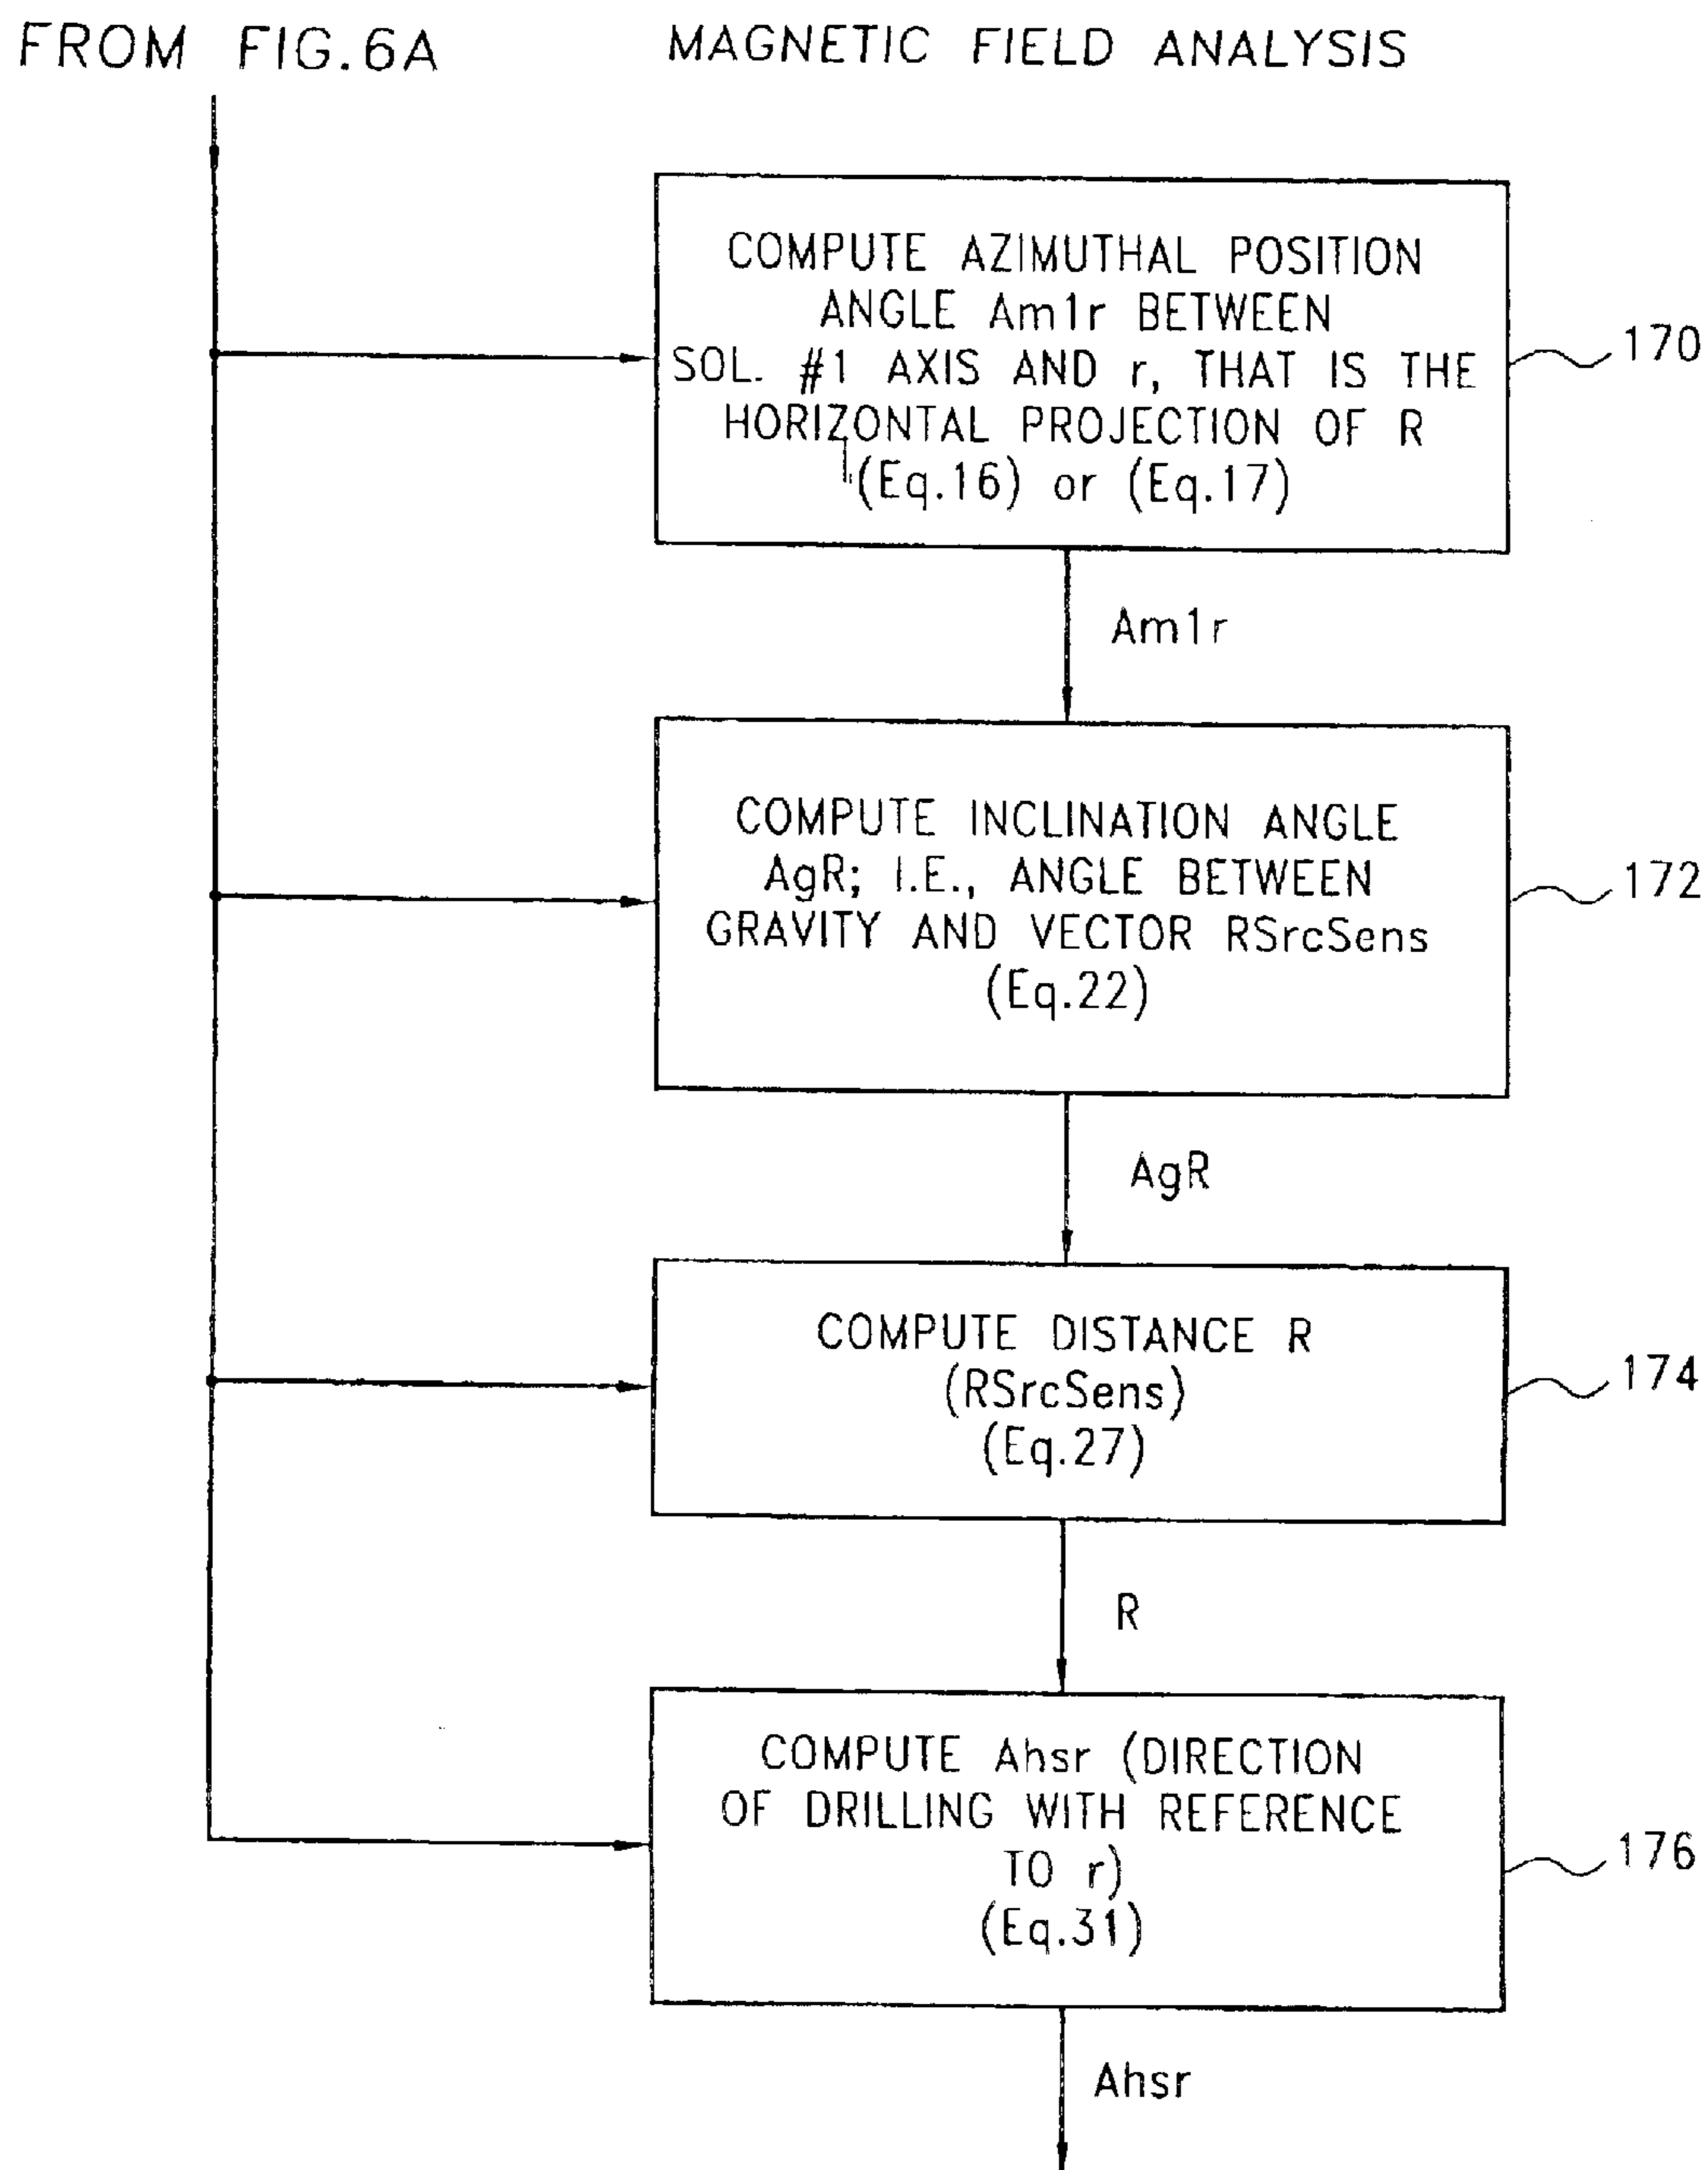 FROM FIG.6A
MAGNETIC FIELD ANALYSIS
COMPUTE AZIMUTHAL POSITION
ANGLE Am1r BETWEEN
SOL. #1 AXIS AND r, THAT IS THE
HORIZONTAL PROJECTION OF R
(Eq.16) or (Eq.17)
170
Am1r
COMPUTE INCLINATION ANGLE
AgR; I.E., ANGLE BETWEEN
GRAVITY AND VECTOR RSrcSens
(Eq.22)
172
AgR
COMPUTE DISTANCE R
(RSrcSens)
(Eq.27)
174
R
COMPUTE Ahsr (DIRECTION
OF DRILLING WITH REFERENCE
TO r)
(Eq.31)
176
Ahsr